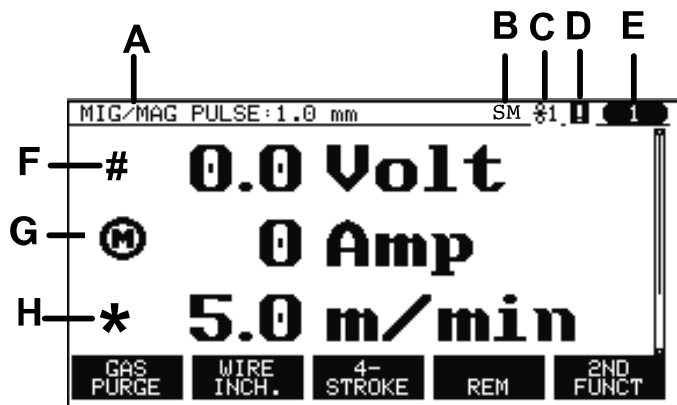 A B C D E
MIG/MAG PULSE:1.0 mm SM 1 ! 1
F # 0.0 Volt
G M 0 Amp
H * 5.0 m/min
GAS PURGE WIRE INCH. 4-STROKE REM 2ND FUNCT